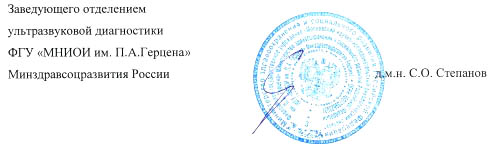 Заведующего отделением
ультразвуковой диагностики
ФГУ «МНИОИ им. П.А.Герцена»
Минздравсоцразвития России
д.м.н. С.О. Степанов